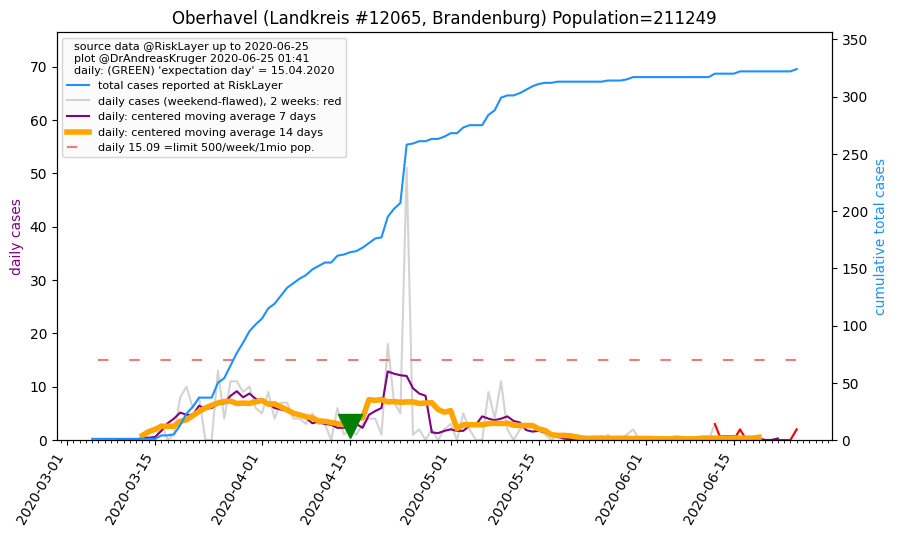 Oberhavel (Landkreis #12065, Brandenburg) Population=211249
source data @RiskLayer up to 2020-06-25
plot @DrAndreasKruger 2020-06-25 01:41
daily: (GREEN) 'expectation day' = 15.04.2020
total cases reported at RiskLayer
daily cases (weekend-flawed), 2 weeks: red
daily: centered moving average 7 days
daily: centered moving average 14 days
daily 15.09 =limit 500/week/1mio pop.
daily cases
70
60
50
40
30
20
10
0
cumulative total cases
350
300
250
200
150
100
50
0
2020-03-01
2020-03-15
2020-04-01
2020-04-15
2020-05-01
2020-05-15
2020-06-01
2020-06-15